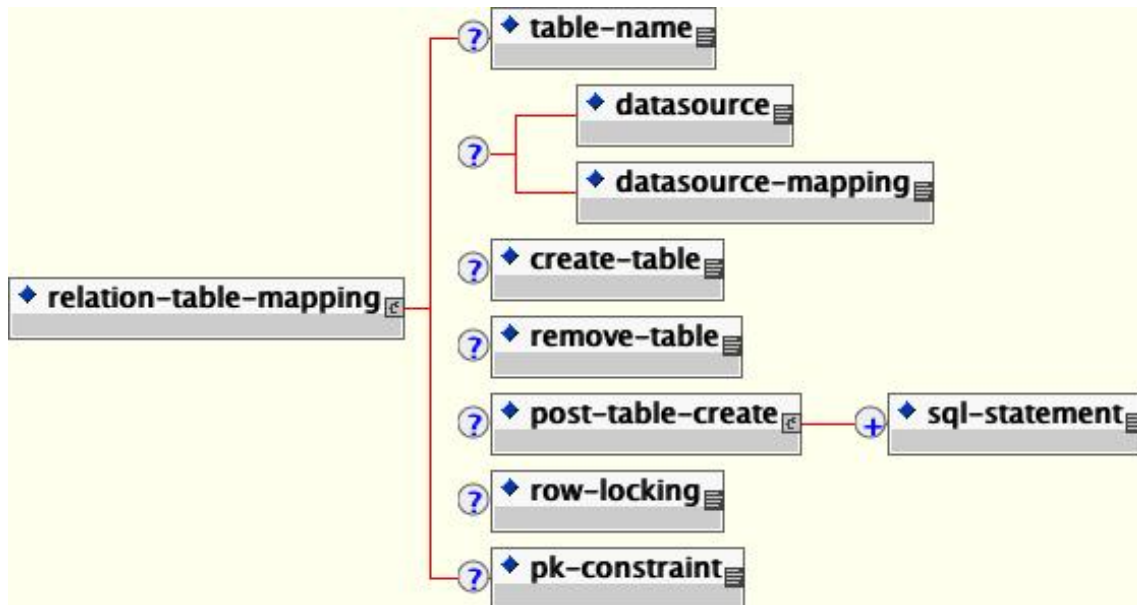 ? table-name
datasource
?
datasource-mapping
? create-table
relation-table-mapping
? remove-table
? post-table-create + sql-statement
? row-locking
? pk-constraint